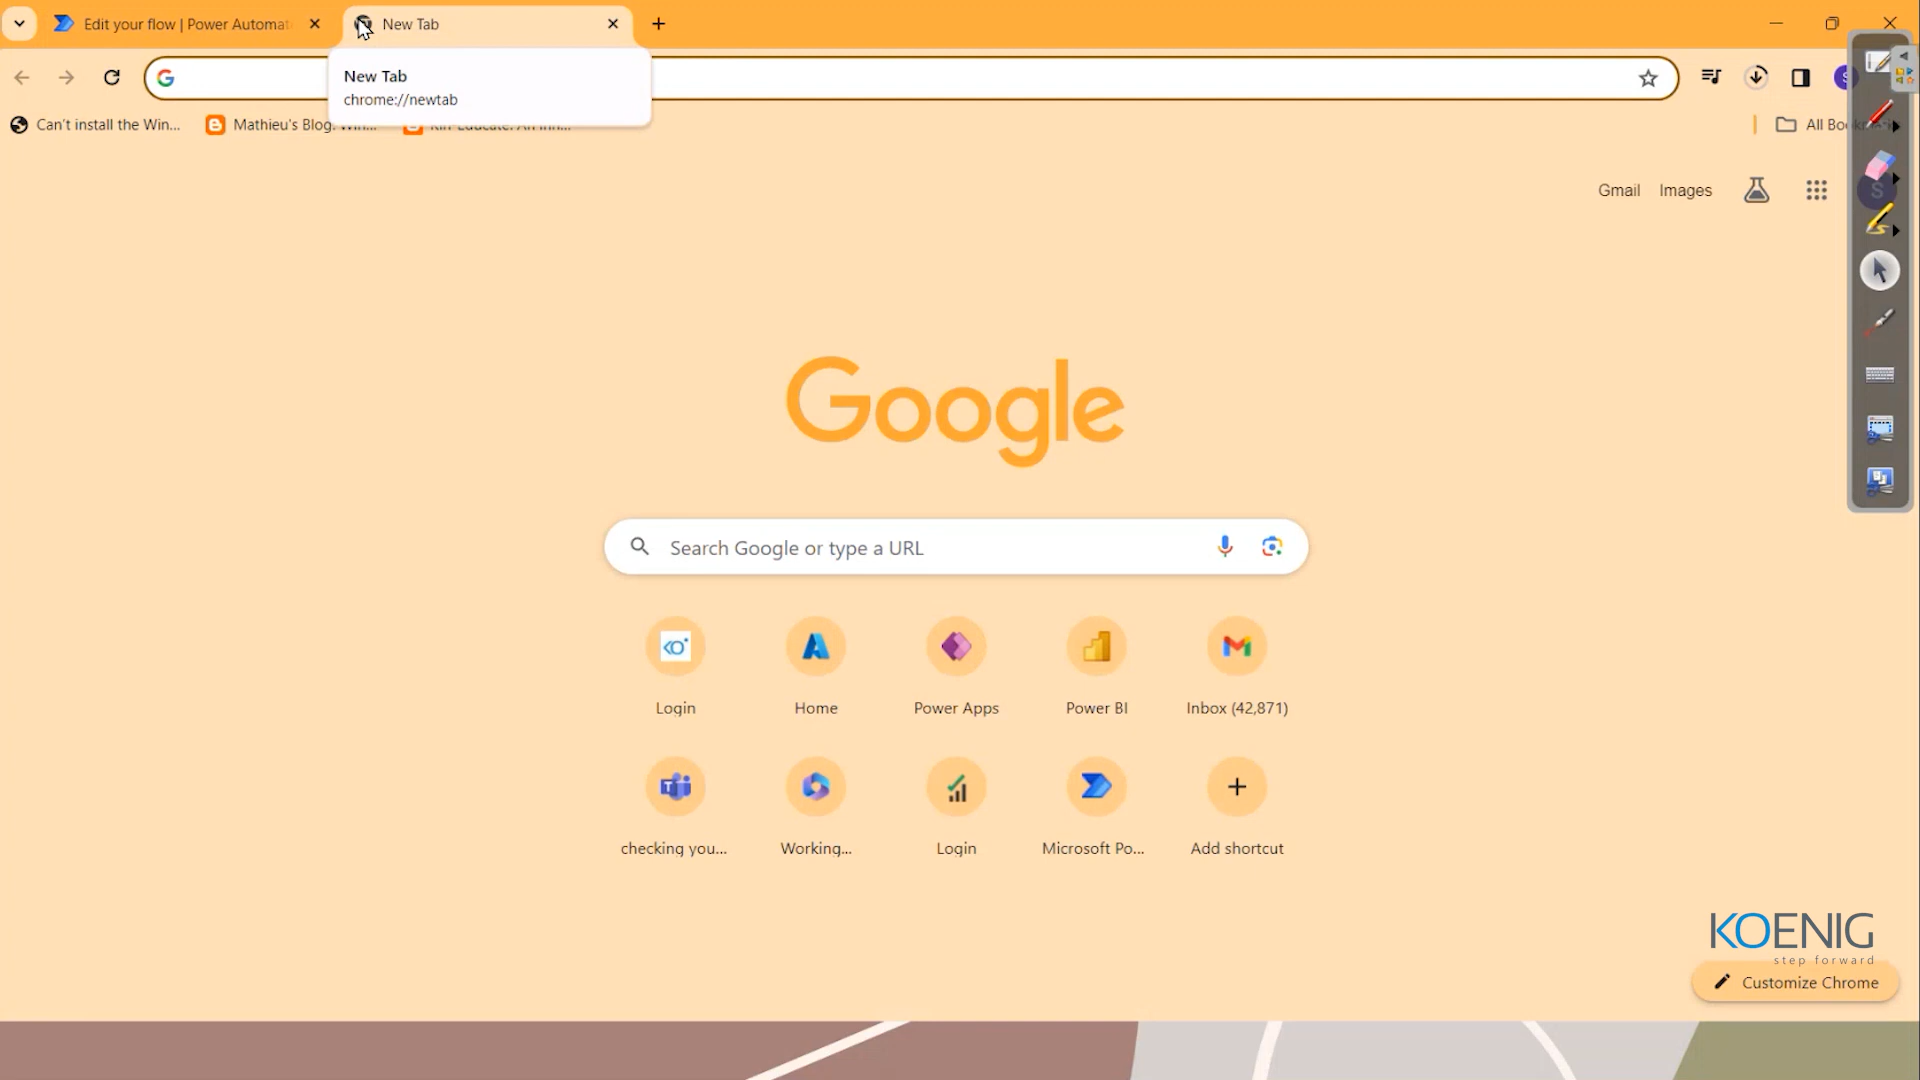 Edit your flow | Power Automat
New Tab
New Tab
chrome://newtab
Can't install the Win...
Mathieu's Blog: Win...
All Bo
Gmail
Images
S
Google
Search Google or type a URL
Login
Home
Power Apps
Power BI
Inbox (42,871)
checking you...
Working...
Login
Microsoft Po...
Add shortcut
KOENIG
step forward
Customize Chrome